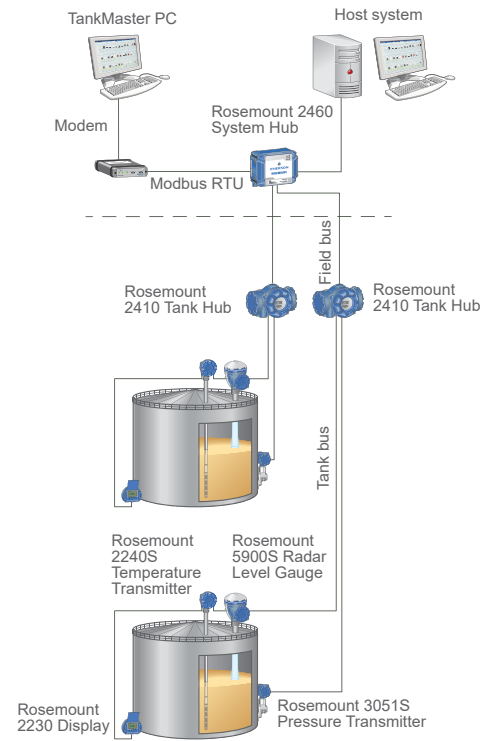 TankMaster PC
Host system
Rosemount 2460
System Hub
Modem
EMERSON
Modbus RTU
Field bus
Rosemount
2410 Tank Hub
Rosemount
2410 Tank Hub
Tank bus
Rosemount
2240S
Temperature
Transmitter
Rosemount
5900S Radar
Level Gauge
Rosemount
2230 Display
Rosemount 3051S
Pressure Transmitter